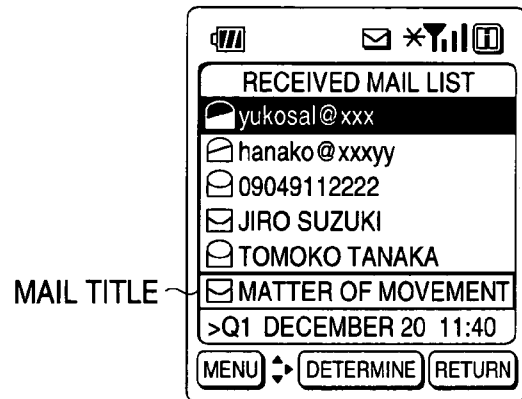 RECEIVED MAIL LIST
yukosal@xxx
hanako@xxxyy
09049112222
JIRO SUZUKI
TOMOKO TANAKA
MAIL TITLE
MATTER OF MOVEMENT
>Q1 DECEMBER 20 11:40
MENU DETERMINE RETURN